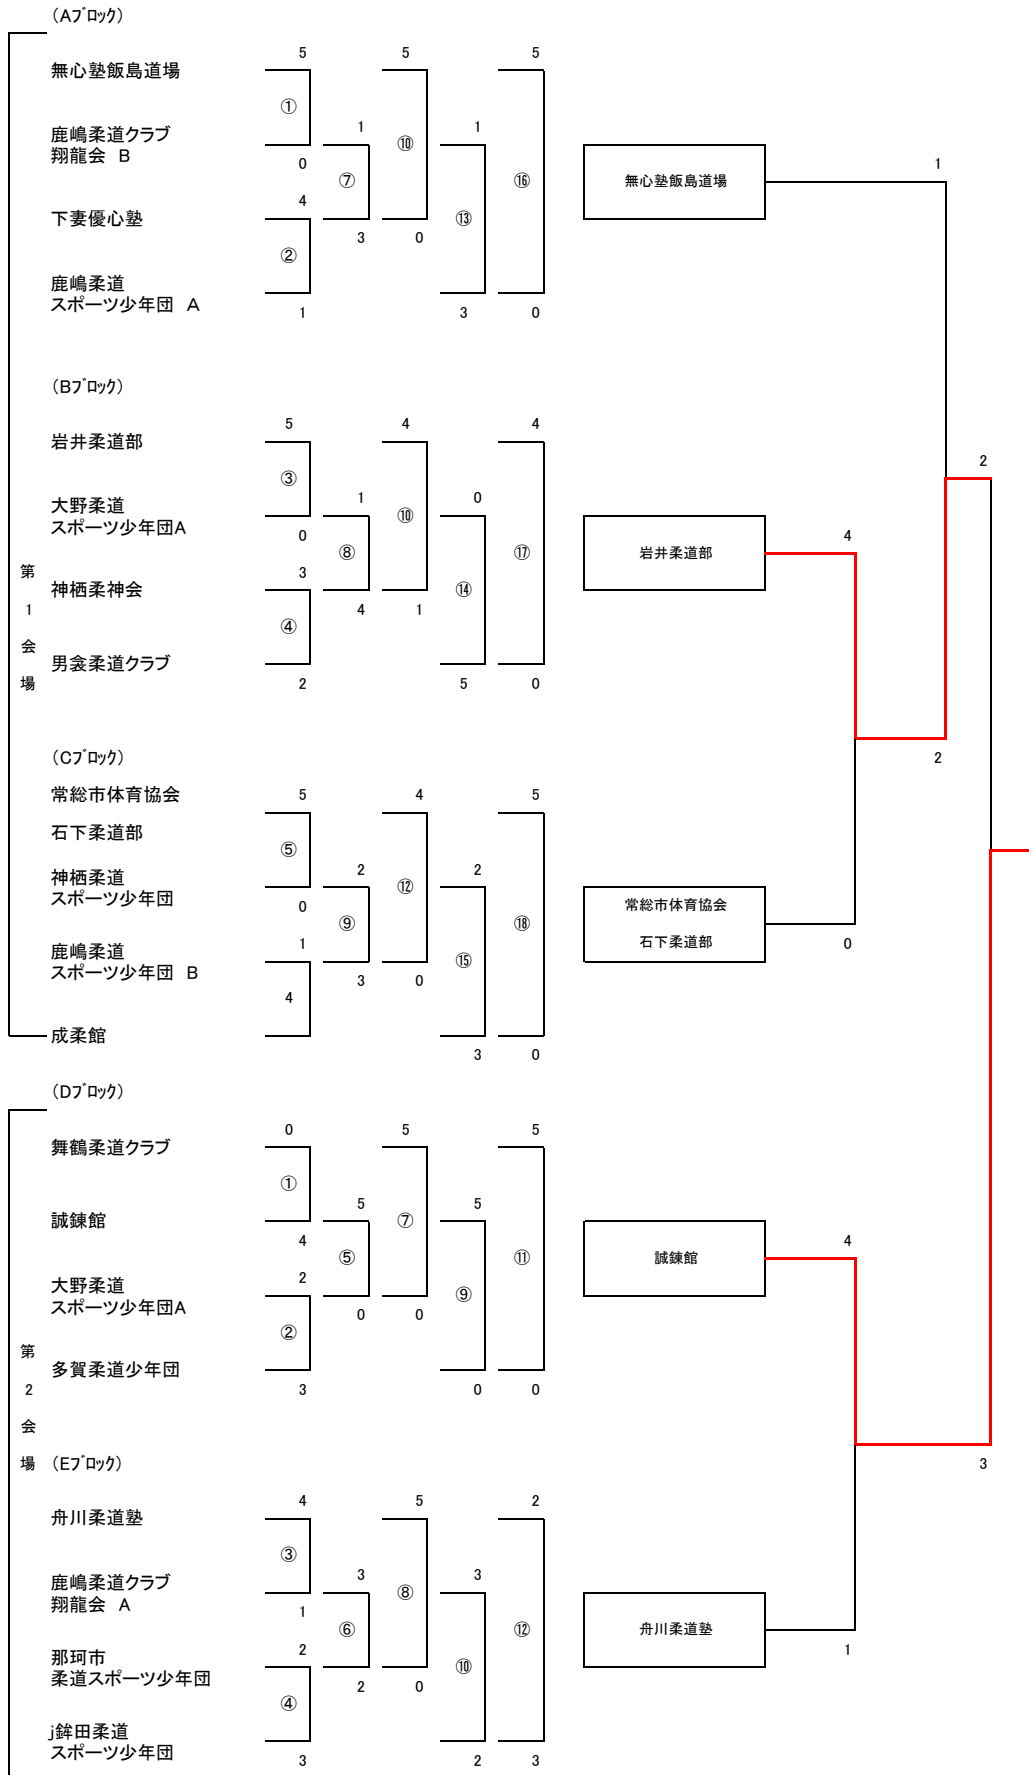 (Aブロック)
5 5 5
無心塾飯島道場
①
鹿嶋柔道クラブ
翔龍会 B
1 ⑩ 1
0 ⑦ ⑯ 無心塾飯島道場 1
4
下妻優心塾 ⑬
3 0
②
鹿嶋柔道
スポーツ少年団 A
1 3 0
(Bブロック)
5 4 4
岩井柔道部
2
③
大野柔道
スポーツ少年団A
1 ⑩ 0
0 ⑧ ⑰ 岩井柔道部 4
3
神栖柔神会 ⑭
4 1
④
男衾柔道クラブ
2 5 0
第
1
会
場
(Cブロック)
2
常総市体育協会
石下柔道部
5 4 5
⑤
神栖柔道
スポーツ少年団
2 ⑫ 2
0 ⑨ ⑱ 常総市体育協会
石下柔道部
0
1
鹿嶋柔道
スポーツ少年団 B
⑮
3 0
4
成柔館
3 0
(Dブロック)
0 5 5
舞鶴柔道クラブ
①
5 5
誠錬館 ⑦
4 ⑤ ⑪ 誠錬館 4
2
大野柔道
スポーツ少年団A
⑨
0 0
②
多賀柔道少年団
3 0 0
第
2
会
場
(Eブロック)
3
4 5 2
舟川柔道塾
③
鹿嶋柔道クラブ
翔龍会 A
3 ⑧ 3
1 ⑥ ⑫ 舟川柔道塾 1
2
那珂市
柔道スポーツ少年団
⑩
2 0
④
j鉾田柔道
スポーツ少年団
3 2 3